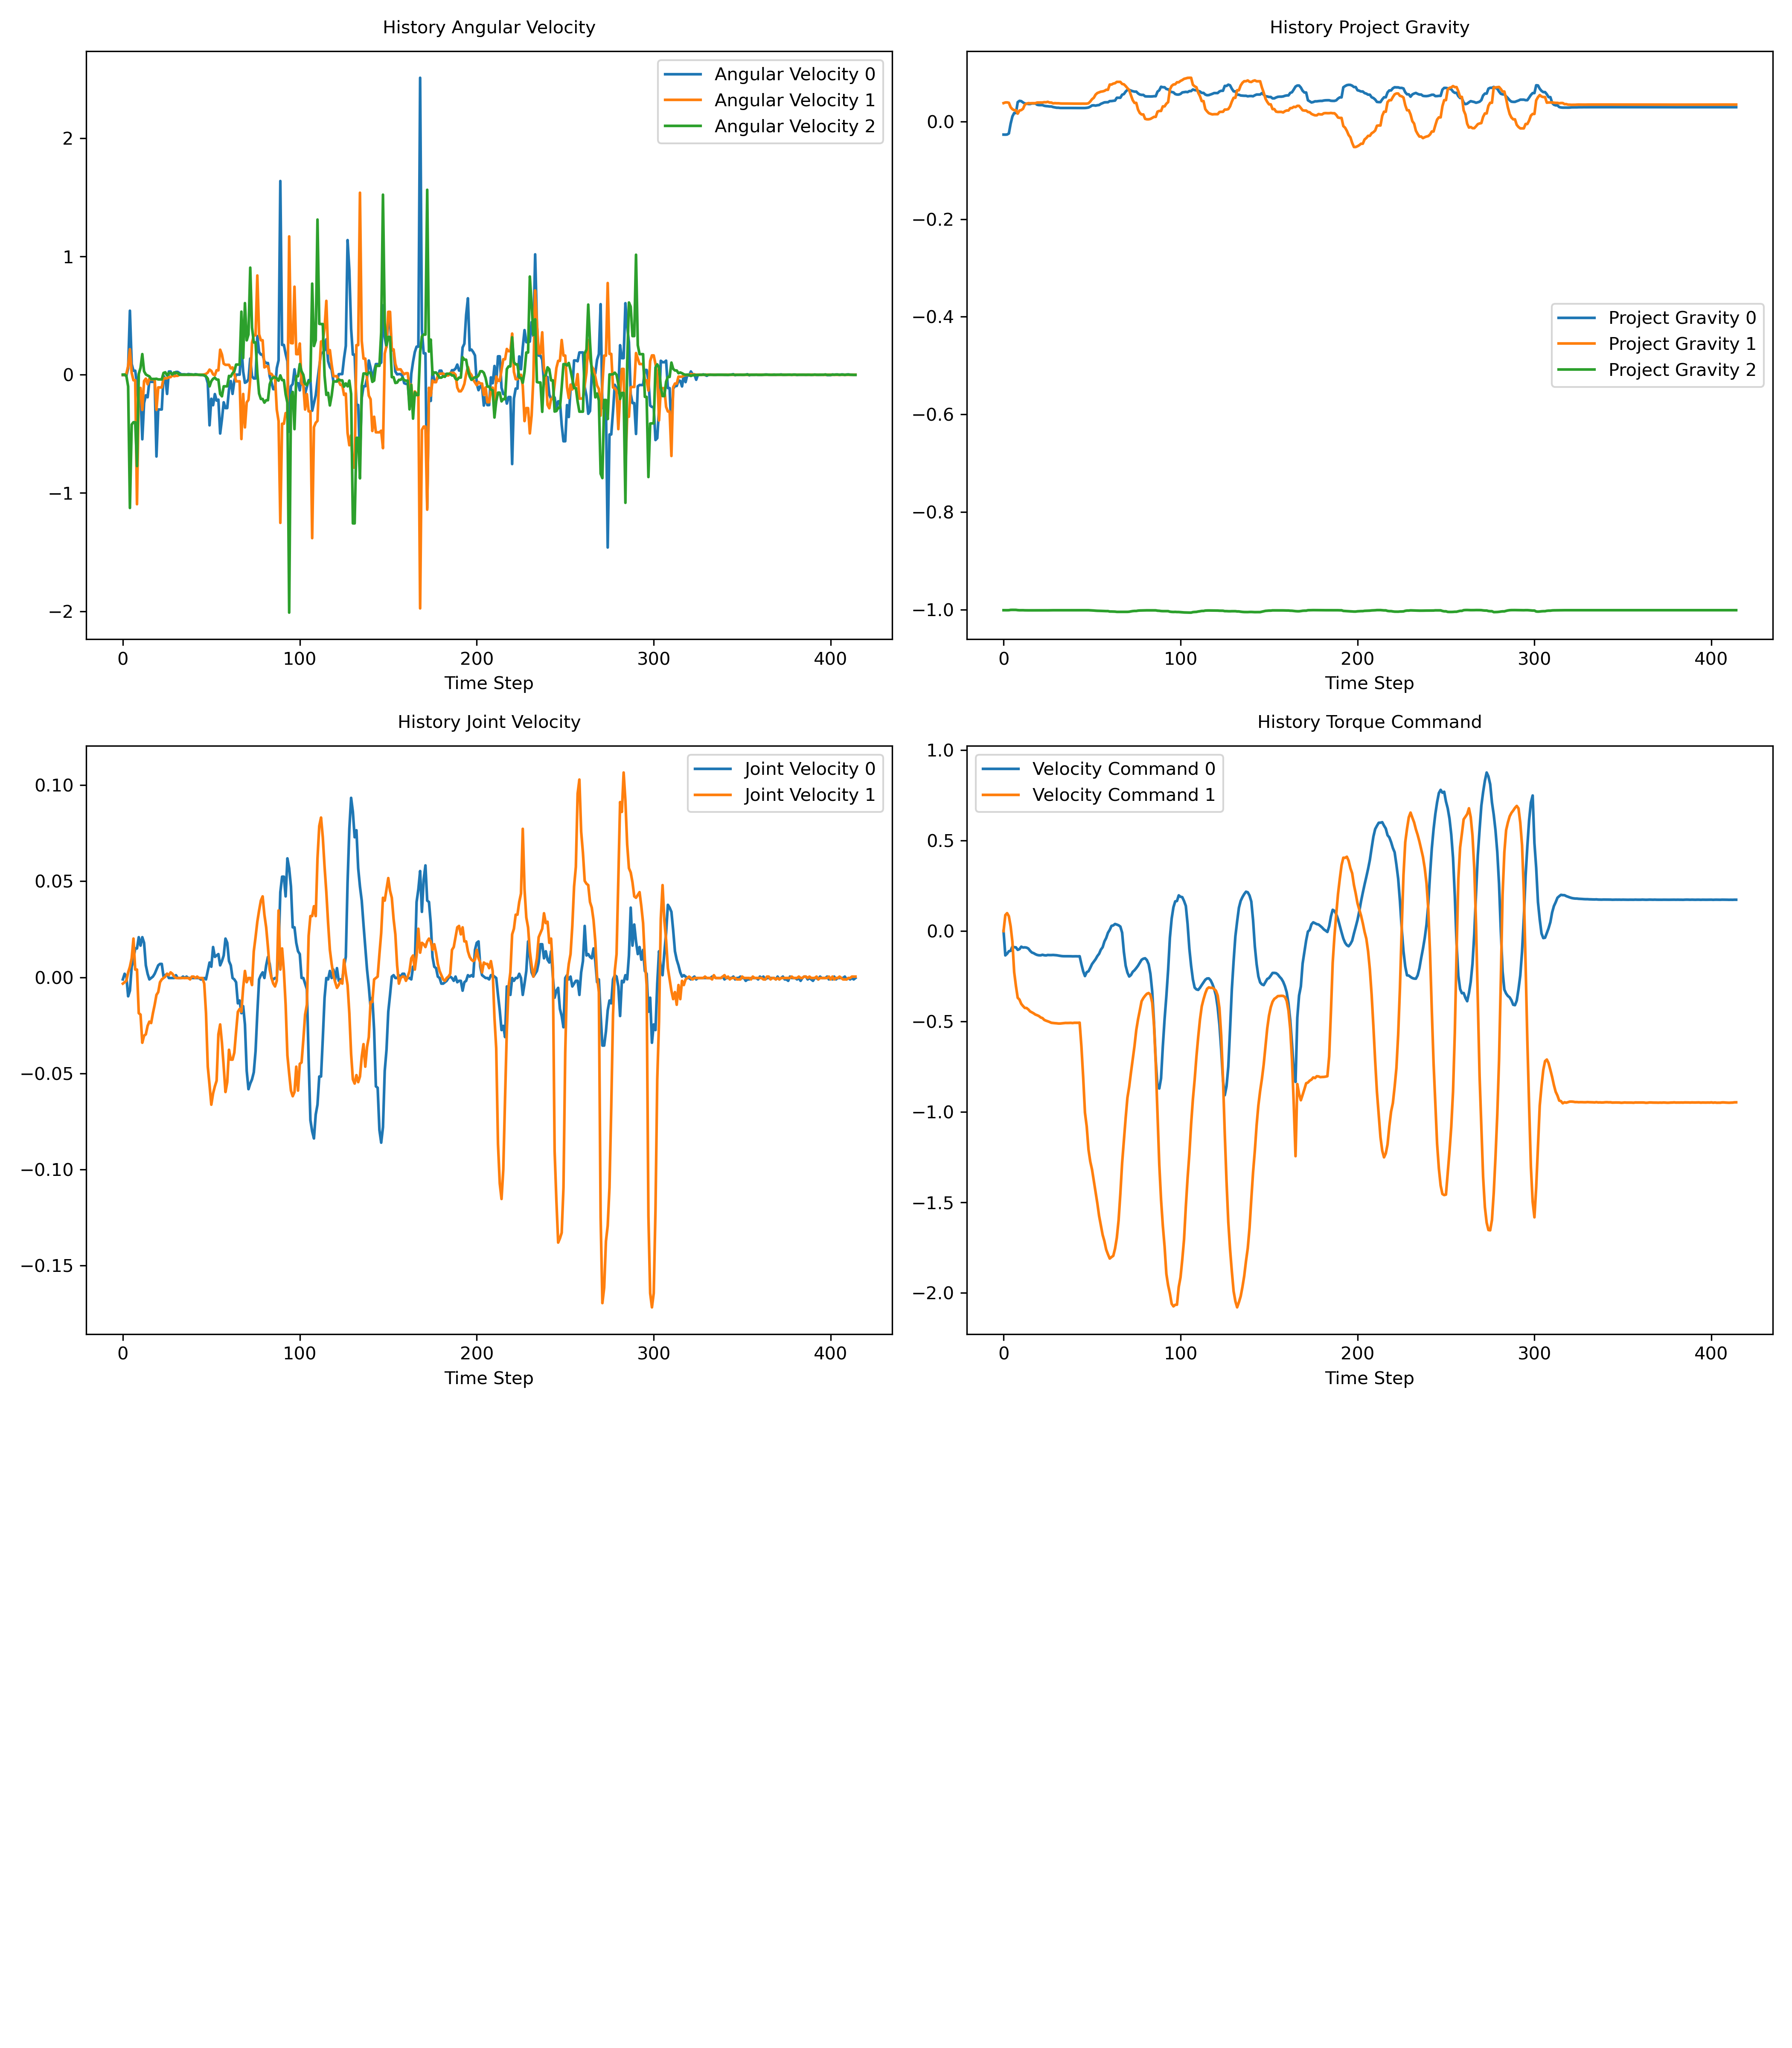 History Angular Velocity
Angular Velocity 0
Angular Velocity 1
Angular Velocity 2
2
1
0
−1
−2
0 100 200 300 400
Time Step
History Project Gravity
0.0
−0.2
−0.4
−0.6
−0.8
−1.0
Project Gravity 0
Project Gravity 1
Project Gravity 2
0 100 200 300 400
Time Step
History Joint Velocity
Joint Velocity 0
Joint Velocity 1
0.10
0.05
0.00
−0.05
−0.10
−0.15
0 100 200 300 400
Time Step
History Torque Command
Velocity Command 0
Velocity Command 1
1.0
0.5
0.0
−0.5
−1.0
−1.5
−2.0
0 100 200 300 400
Time Step